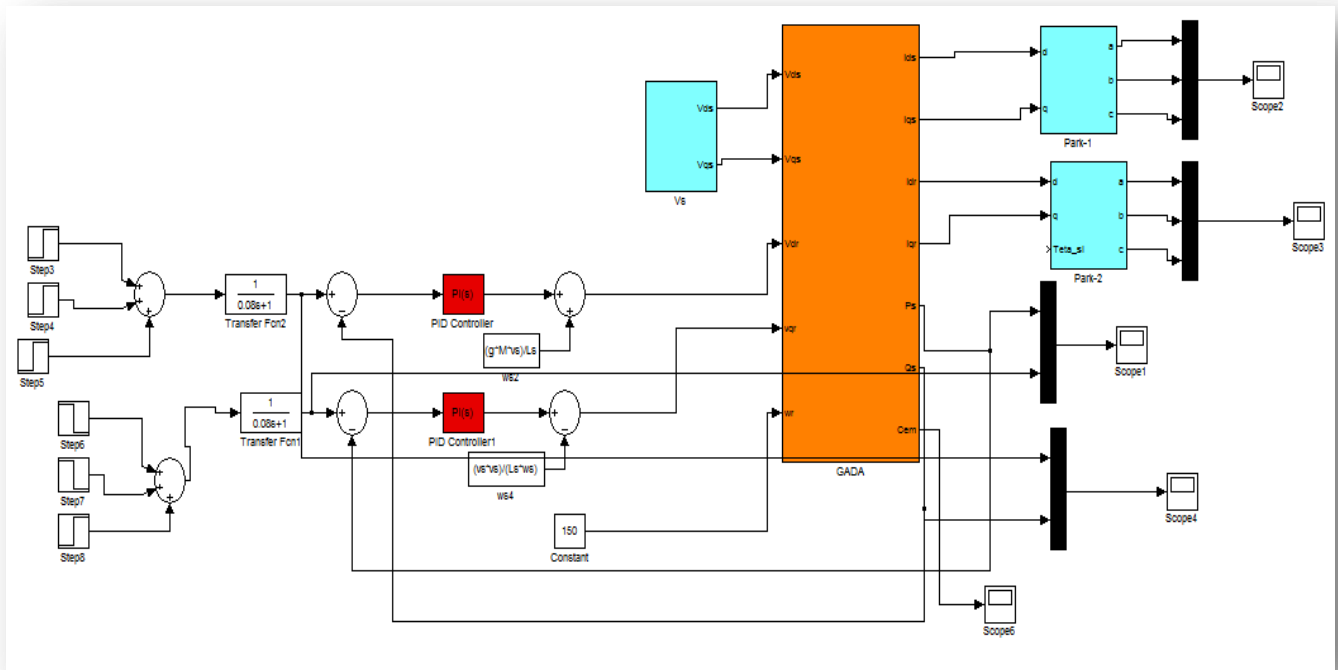 Vds
Vqs
Vs
Vds
Vqs
Vdr
vqr
wr
Ids
Iqs
Idr
Iqr
Ps
Qs
Cem
GADA
d
q
a
b
c
Park-1
Scope2
d
q
Teta_sl
a
b
c
Park-2
Scope3
Scope1
Scope4
Scope6
Step3
Step4
Step5
+
+
+
1
0.08s+1
Transfer Fcn2
+
−
PI(s)
PID Controller
+
+
(g*M*vs)/Ls
ws2
Step6
Step7
Step8
+
+
+
1
0.08s+1
Transfer Fcn1
+
−
PI(s)
PID Controller1
+
−
(vs*vs)/(Ls*ws)
ws4
150
Constant